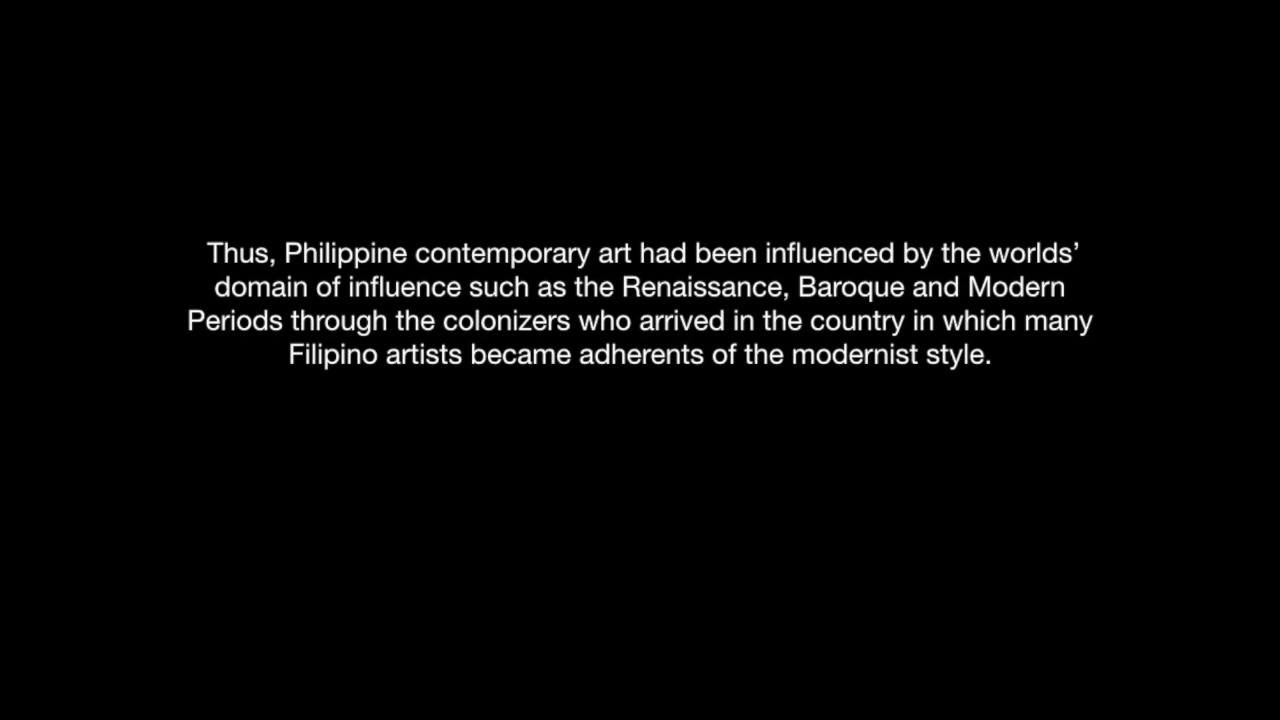 Thus, Philippine contemporary art had been influenced by the worlds’
domain of influence such as the Renaissance, Baroque and Modern
Periods through the colonizers who arrived in the country in which many
Filipino artists became adherents of the modernist style.